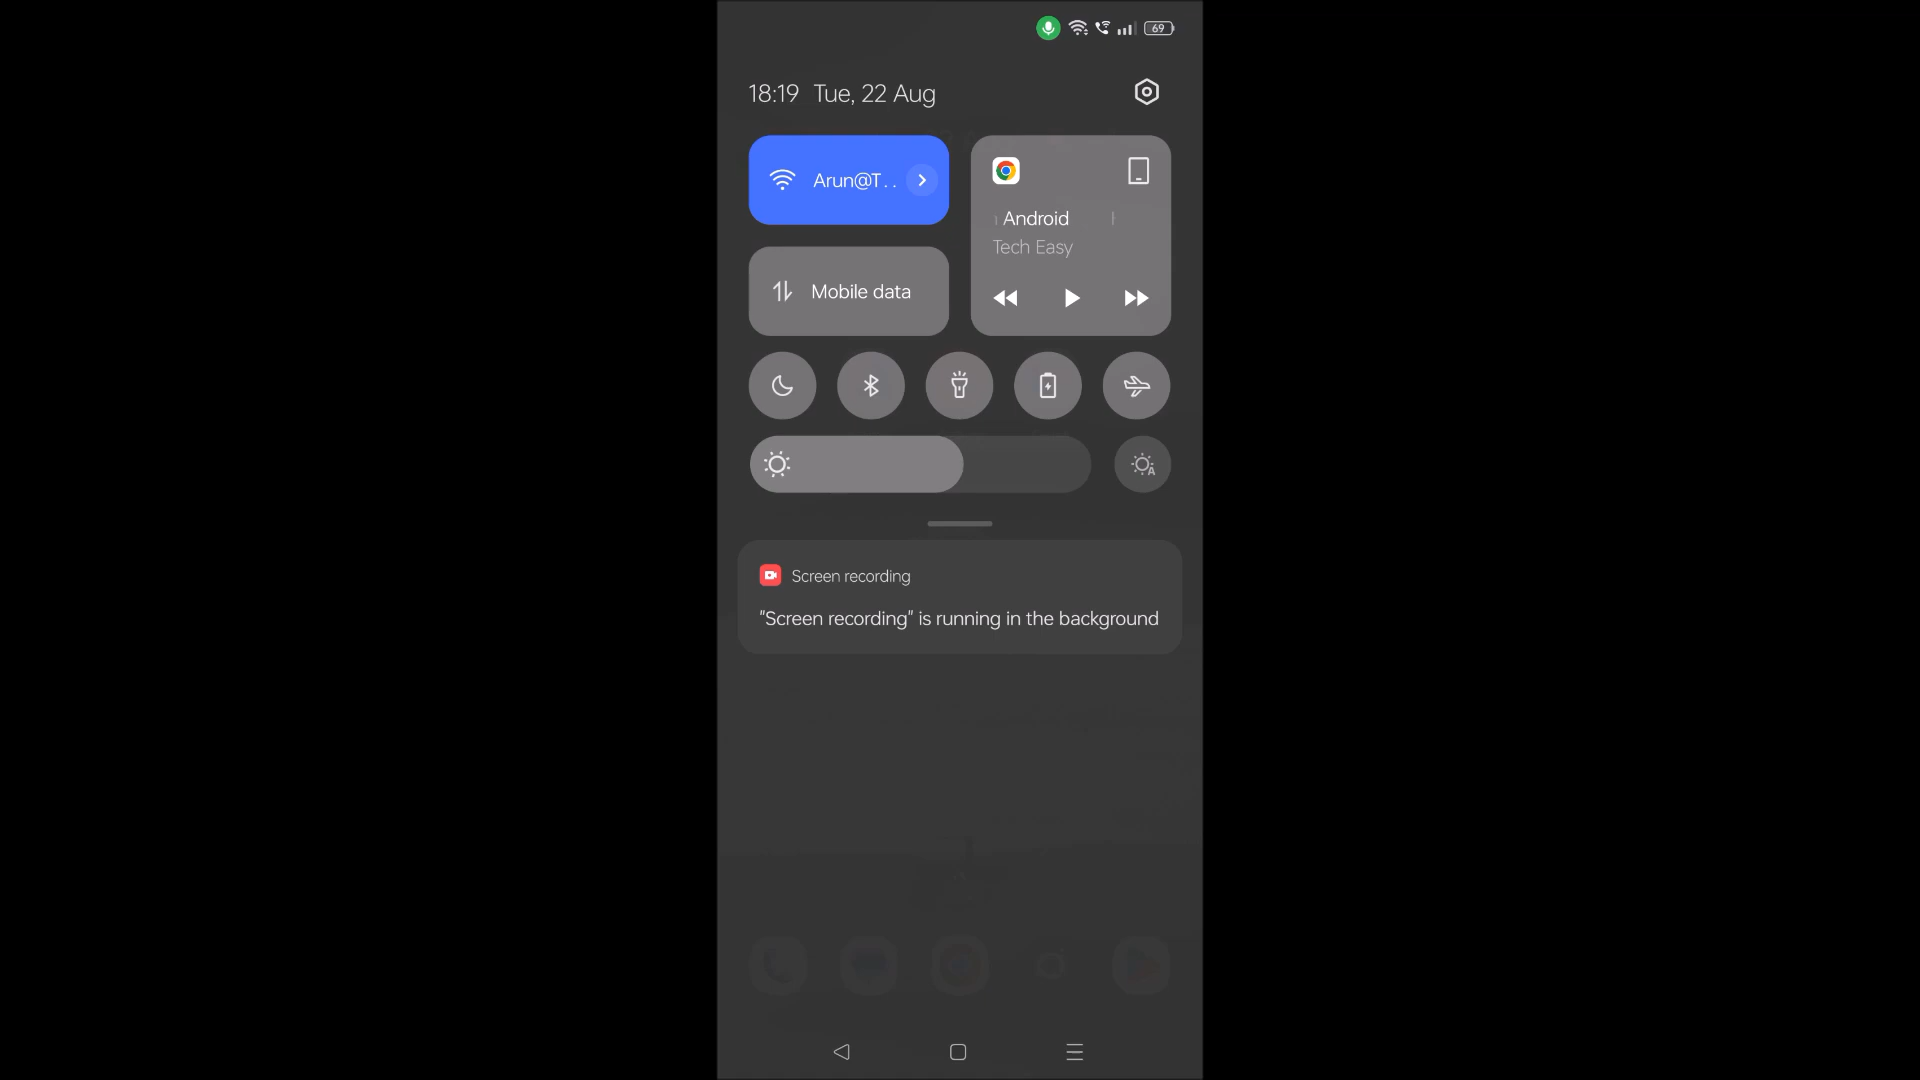 69
18:19 Tue, 22 Aug
Arun@T..
Android
Tech Easy
Mobile data
A
Screen recording
"Screen recording" is running in the background